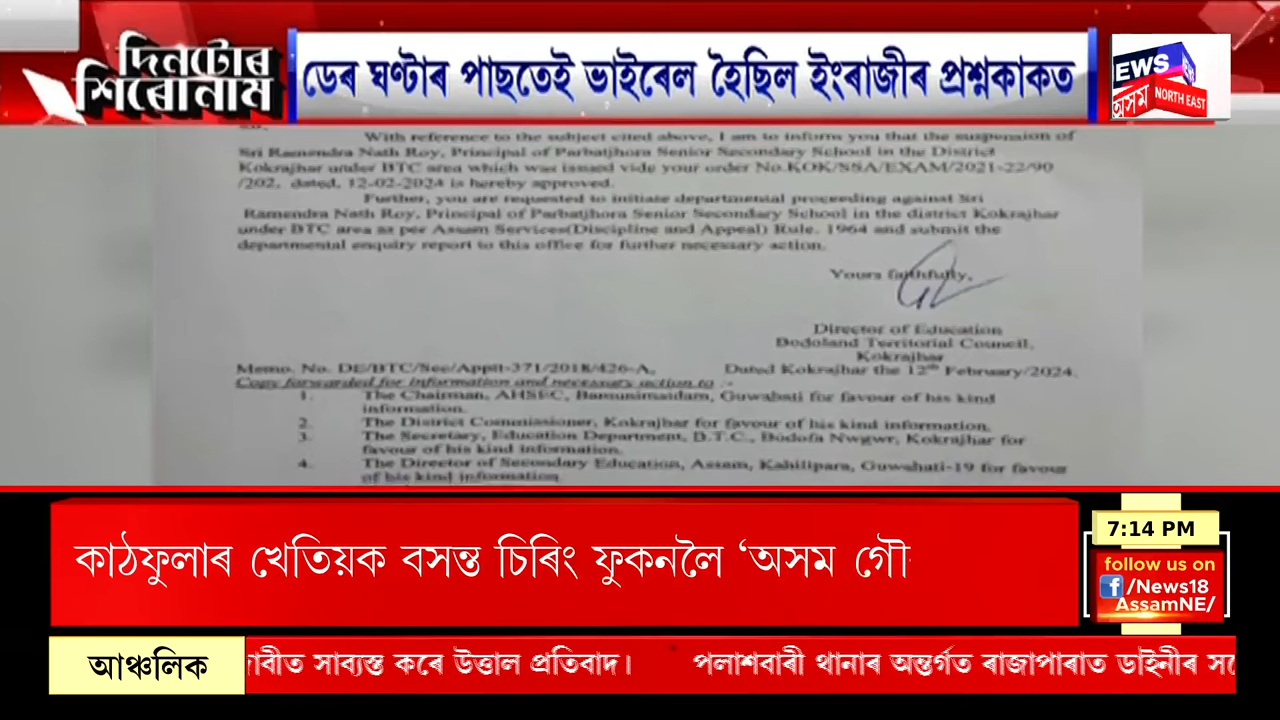 দিনটোৰ
শিৰোনাম
ডেৰ ঘণ্টাৰ পাছতেই ভাইৰেল হৈছিল ইংৰাজীৰ প্ৰশ্নকাকত
EWS
অসম
NORTH EAST
With reference to the subject cited above, I am to inform you that the suspension of
Sri Ramendra Nath Roy, Principal of Parbatjhora Senior Secondary School in the District
Kokrajhar under BTC area which was issued vide your order No.KOK/SSA/EXAM/2021-22/90
/202, dated, 12-02-2024 is hereby approved.
Further, you are requested to initiate departmental proceeding against Sri
Ramendra Nath Roy, Principal of Parbatjhora Senior Secondary School in the district Kokrajhar
under BTC area as per Assam Services(Discipline and Appeal) Rule, 1964 and submit the
departmental enquiry report to this office for further necessary action.
Yours faithfully,
Director of Education
Bodoland Territorial Council,
Kokrajhar
Memo. No. DE/BTC/Sec/Apptt-371/2018/426-A, Dated Kokrajhar the 12th February/2024.
Copy forwarded for information and necessary action to :-
1. The Chairman, AHSEC, Bamunimaidam, Guwahati for favour of his kind
information.
2. The District Commissioner, Kokrajhar for favour of his kind information.
3. The Secretary, Education Department, B.T.C., Bodofa Nwgwr, Kokrajhar for
favour of his kind information.
4. The Director of Secondary Education, Assam, Kahilipara, Guwahati-19 for favour
of his kind information
কাঠফুলাৰ খেতিয়ক বসন্ত চিৰিং ফুকনলৈ ‘অসম গৌ
7:14 PM
follow us on
/News18
AssamNE/
আঞ্চলিক
াবীত সাব্যস্ত কৰে উত্তাল প্ৰতিবাদ। • পলাশবাৰী থানাৰ অন্তৰ্গত ৰাজাপাৰাত ডাইনীৰ